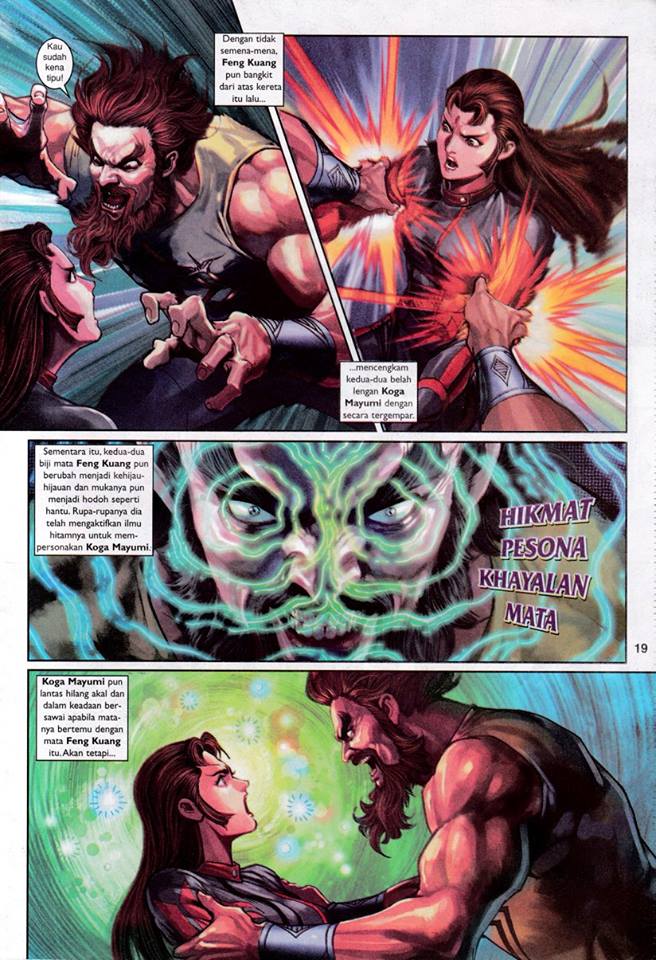 Kau
sudah
kena
tipu!
Dengan tidak
semena-mena,
Feng Kuang
pun bangkit
dari atas kereta
itu lalu...
...mencengkam
kedua-dua belah
lengan Koga
Mayumi dengan
secara tergempar.
Sementara itu, kedua-dua
biji mata Feng Kuang pun
berubah menjadi kehijau-
hijauan dan mukanya pun
menjadi hodoh seperti
hantu. Rupa-rupanya dia
telah mengaktifkan ilmu
hitamnya untuk mem-
personakan Koga Mayumi.
HIKMAT
PESONA
KHAYALAN
MATA
19
Koga Mayumi pun
lantas hilang akal dan
dalam keadaan ber-
sawai apabila mata-
nya bertemu dengan
mata Feng Kuang
itu. Akan tetapi...